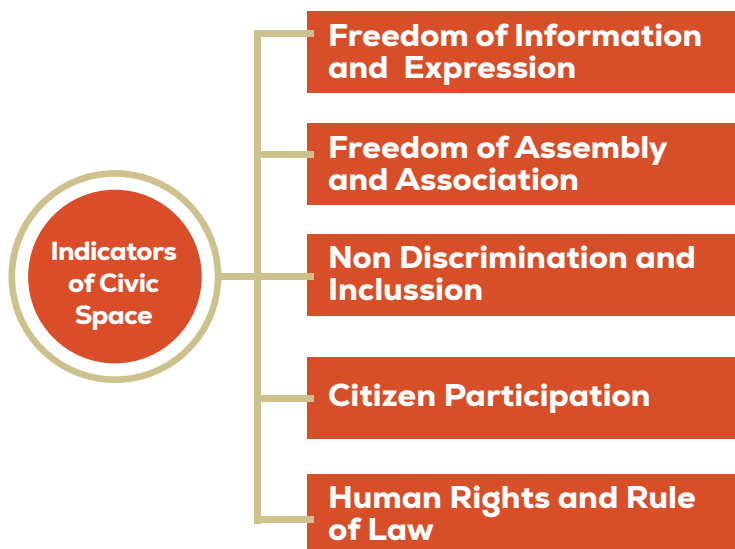 Freedom of Information
and Expression
Freedom of Assembly
and Association
Indicators
of Civic
Space
Non Discrimination and
Inclussion
Citizen Participation
Human Rights and Rule
of Law